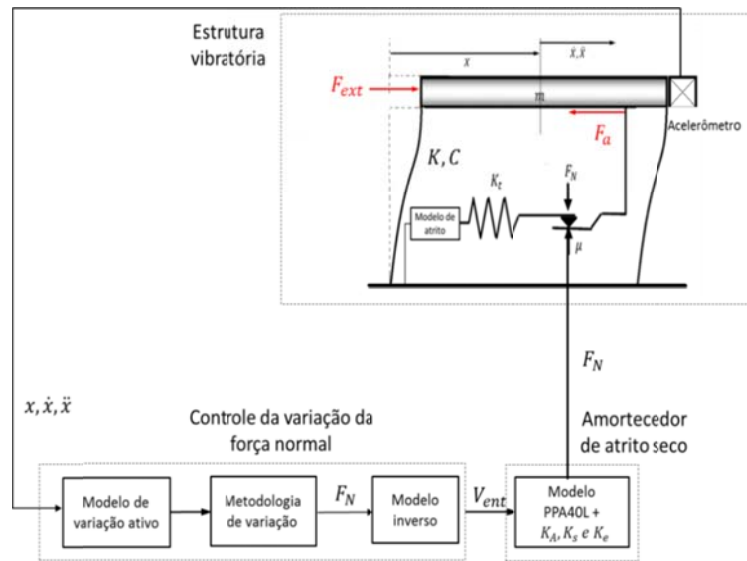 Estrutura
vibratória
x
ẋ, ẍ
F_ext
m
Acelerômetro
F_a
K, C
K_t
F_N
Modelo de
atrito
μ
F_N
x, ẋ, ẍ
Controle da variação da
força normal
Amortecedor
de atrito seco
Modelo de
variação ativo
Metodologia
de variação
F_N
Modelo
inverso
V_ent
Modelo
PPA40L +
K_A, K_s e K_e